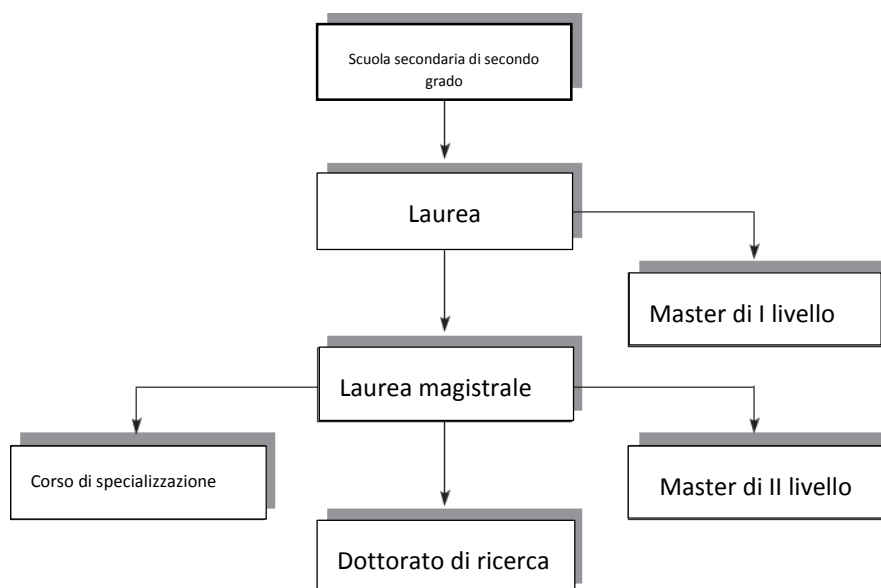 Scuola secondaria di secondo
grado
Laurea
Master di I livello
Laurea magistrale
Corso di specializzazione
Master di II livello
Dottorato di ricerca